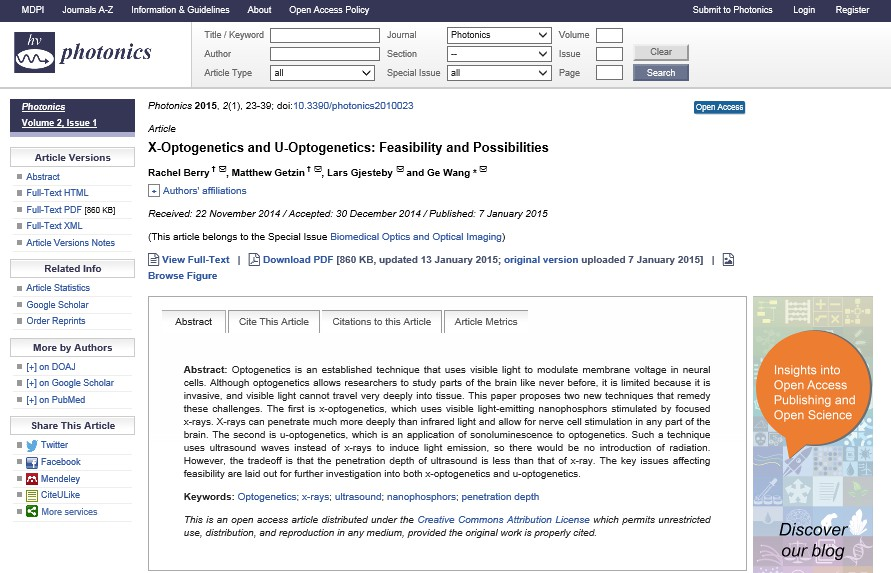 MDPI Journals A-Z Information & Guidelines About Open Access Policy Submit to Photonics Login Register
hν photonics
Title / Keyword Journal Photonics Volume
Author Section -- Issue Clear
Article Type all Special Issue all Page Search
Photonics
Volume 2, Issue 1
Article Versions
Abstract
Full-Text HTML
Full-Text PDF [860 KB]
Full-Text XML
Article Versions Notes
Related Info
Article Statistics
Google Scholar
Order Reprints
More by Authors
[+] on DOAJ
[+] on Google Scholar
[+] on PubMed
Share This Article
Twitter
Facebook
Mendeley
CiteULike
More services
Photonics 2015, 2(1), 23-39; doi:10.3390/photonics2010023
Open Access
Article
X-Optogenetics and U-Optogenetics: Feasibility and Possibilities
Rachel Berry † , Matthew Getzin † , Lars Gjesteby and Ge Wang *
+ Authors' affiliations
Received: 22 November 2014 / Accepted: 30 December 2014 / Published: 7 January 2015
(This article belongs to the Special Issue Biomedical Optics and Optical Imaging)
View Full-Text | Download PDF [860 KB, updated 13 January 2015; original version uploaded 7 January 2015] |
Browse Figure
Abstract Cite This Article Citations to this Article Article Metrics
Abstract: Optogenetics is an established technique that uses visible light to modulate membrane voltage in neural
cells. Although optogenetics allows researchers to study parts of the brain like never before, it is limited because it is
invasive, and visible light cannot travel very deeply into tissue. This paper proposes two new techniques that remedy
these challenges. The first is x-optogenetics, which uses visible light-emitting nanophosphors stimulated by focused
x-rays. X-rays can penetrate much more deeply than infrared light and allow for nerve cell stimulation in any part of the
brain. The second is u-optogenetics, which is an application of sonoluminescence to optogenetics. Such a technique
uses ultrasound waves instead of x-rays to induce light emission, so there would be no introduction of radiation.
However, the tradeoff is that the penetration depth of ultrasound is less than that of x-ray. The key issues affecting
feasibility are laid out for further investigation into both x-optogenetics and u-optogenetics.
Keywords: Optogenetics; x-rays; ultrasound; nanophosphors; penetration depth
This is an open access article distributed under the Creative Commons Attribution License which permits unrestricted
use, distribution, and reproduction in any medium, provided the original work is properly cited.
Insights into
Open Access
Publishing and
Open Science
Discover
our blog